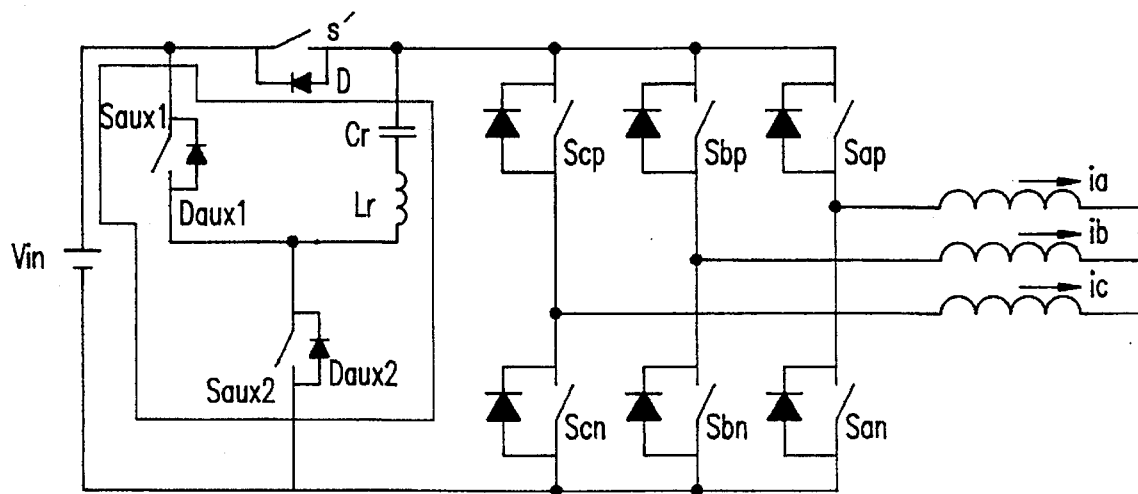 s′
D
Saux1
Cr
Scp
Sbp
Sap
Daux1
Lr
ia
Vin
ib
ic
Saux2
Daux2
Scn
Sbn
San